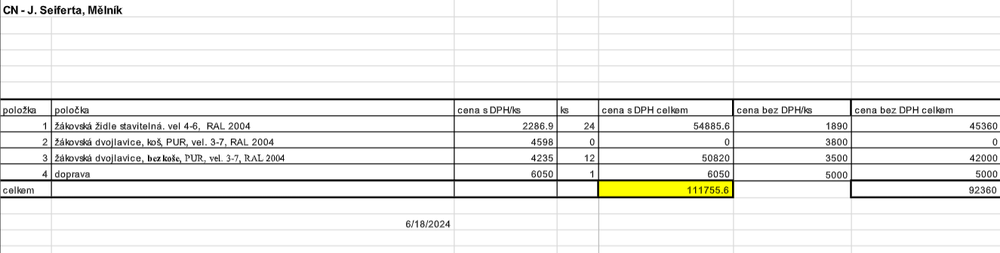 CN - J. Seiferta, Mělník
položka poločka cena s DPH/ks ks cena s DPH celkem cena bez DPH/ks cena bez DPH celkem
1 žákovská židle stavitelná. vel 4-6, RAL 2004 2286.9 24 54885.6 1890 45360
2 žákovská dvojlavice, koš, PUR, vel. 3-7, RAL 2004 4598 0 0 3800 0
3 žákovská dvojlavice, bez koše, PUR, vel. 3-7, RAL 2004 4235 12 50820 3500 42000
4 doprava 6050 1 6050 5000 5000
celkem 111755.6 92360
6/18/2024